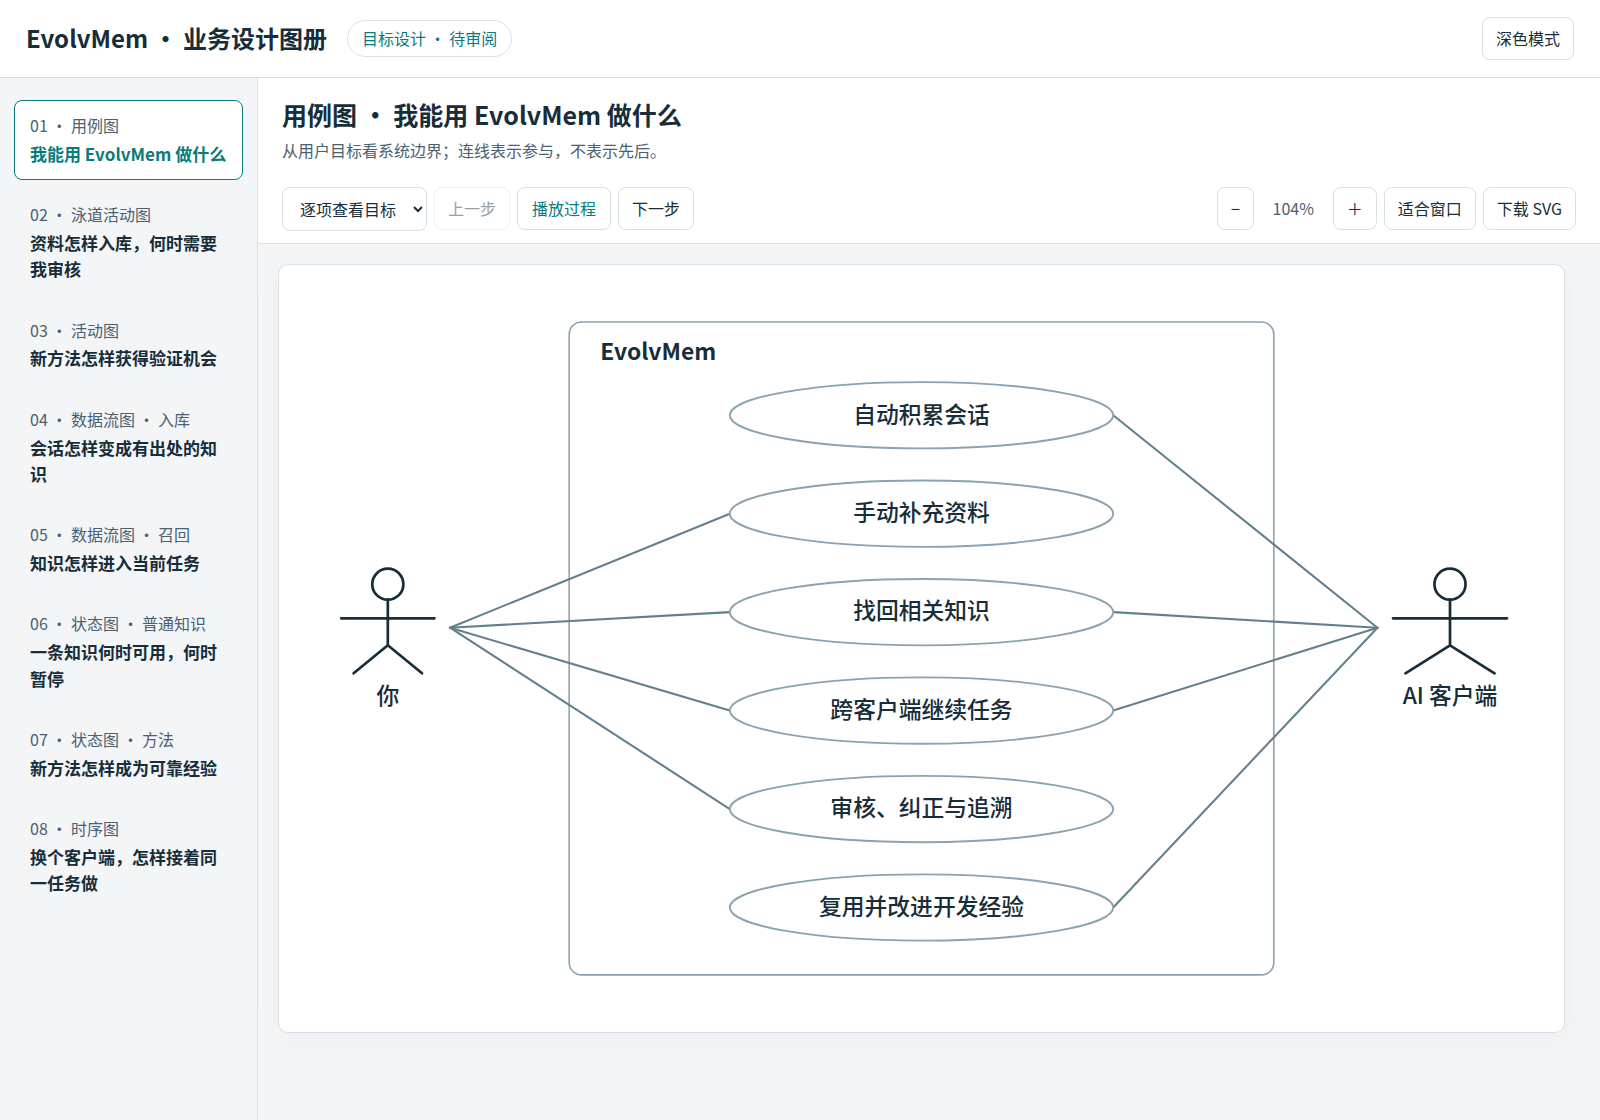 EvolvMem · 业务设计图册
目标设计 · 待审阅
深色模式
01 · 用例图
我能用 EvolvMem 做什么
02 · 泳道活动图
资料怎样入库，何时需要
我审核
03 · 活动图
新方法怎样获得验证机会
04 · 数据流图 · 入库
会话怎样变成有出处的知
识
05 · 数据流图 · 召回
知识怎样进入当前任务
06 · 状态图 · 普通知识
一条知识何时可用，何时
暂停
07 · 状态图 · 方法
新方法怎样成为可靠经验
08 · 时序图
换个客户端，怎样接着同
一任务做
用例图 · 我能用 EvolvMem 做什么
从用户目标看系统边界；连线表示参与，不表示先后。
逐项查看目标
上一步
播放过程
下一步
−
104%
＋
适合窗口
下载 SVG
EvolvMem
自动积累会话
手动补充资料
找回相关知识
跨客户端继续任务
审核、纠正与追溯
复用并改进开发经验
你
AI 客户端